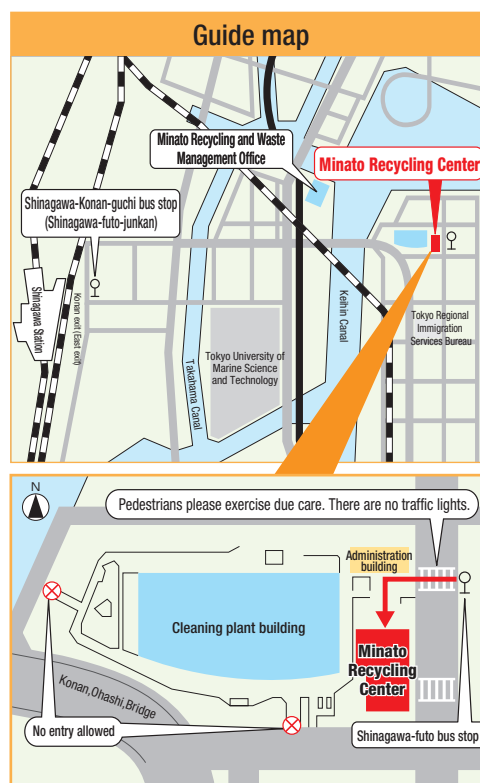 Guide map
Minato Recycling and Waste
Management Office
Minato Recycling Center
Shinagawa-Konan-guchi bus stop
(Shinagawa-futo-junkan)
Shinagawa Station
Konan exit (East exit)
Takahama Canal
Tokyo University of
Marine Science
and Technology
Keihin Canal
Tokyo Regional
Immigration
Services Bureau
N
Pedestrians please exercise due care. There are no traffic lights.
Administration
building
Cleaning plant building
Minato
Recycling
Center
Konan,Ohashi,Bridge
No entry allowed
Shinagawa-futo bus stop